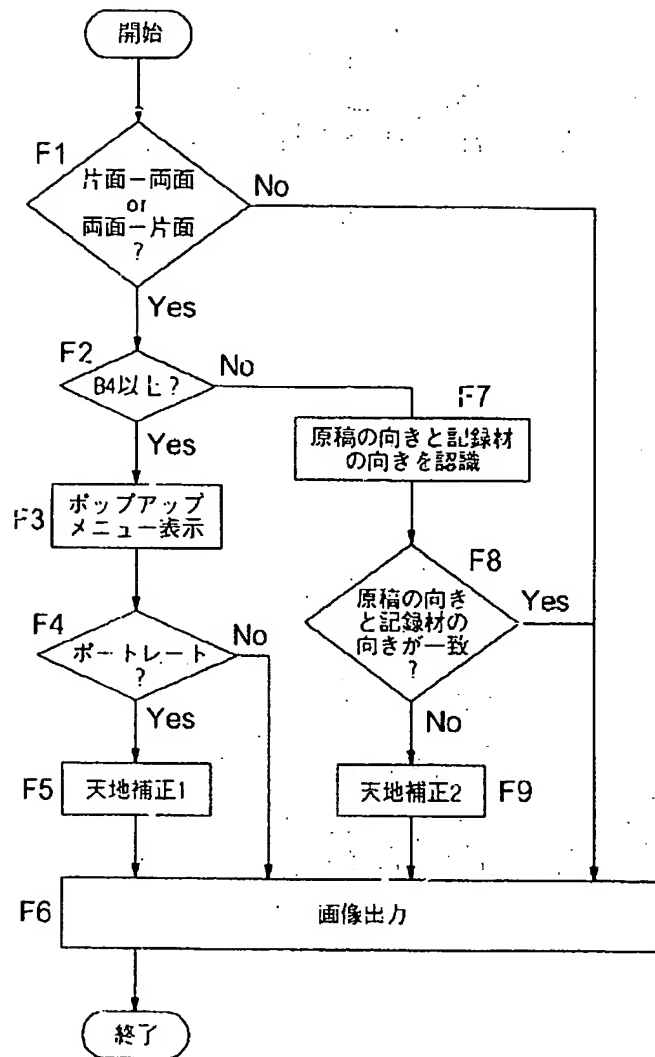 開始
F1
片面－両面
or
両面－片面
?
No
Yes
F2
B4以上?
No
Yes
F7
原稿の向きと記録材
の向きを認識
F3
ポップアップ
メニュー表示
F8
原稿の向き
と記録材の
向きが一致
?
Yes
No
F4
ポートレート
?
No
Yes
F5
天地補正1
天地補正2
F9
F6
画像出力
終了